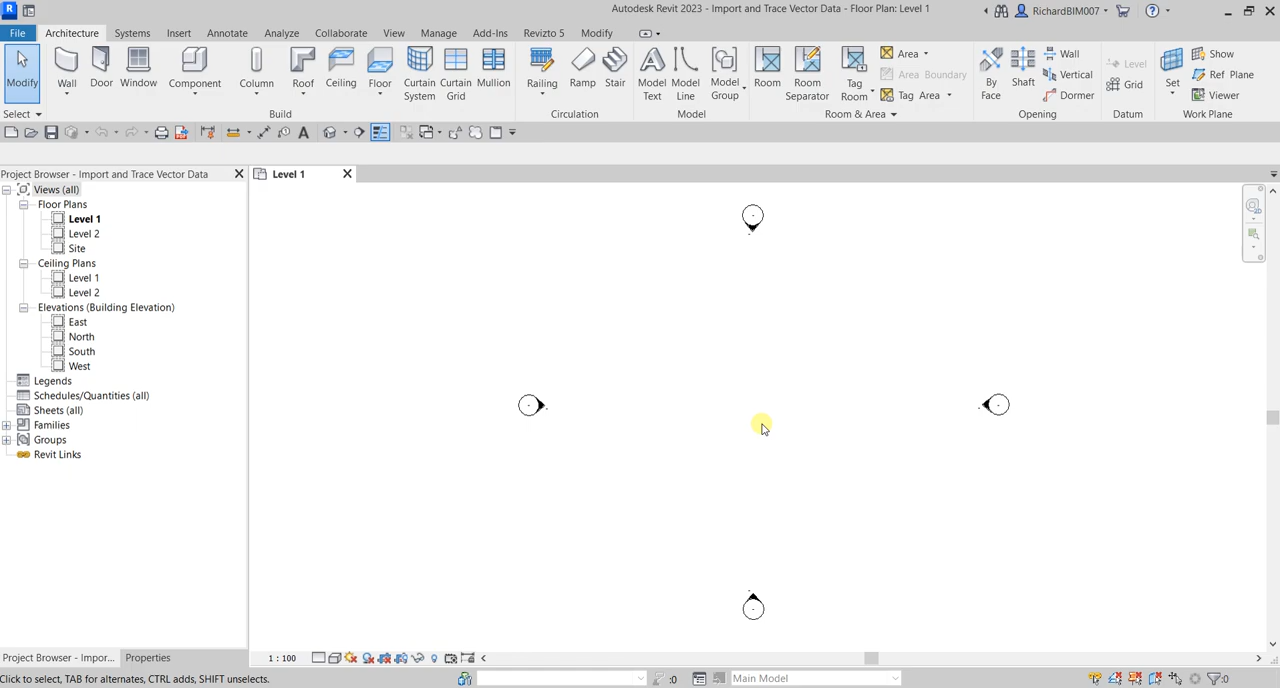 Autodesk Revit 2023 - Import and Trace Vector Data - Floor Plan: Level 1
RichardBIM007
File Architecture Systems Insert Annotate Analyze Collaborate View Manage Add-Ins Revizto 5 Modify
Modify Wall Door Window Component Column Roof Ceiling Floor Curtain System Curtain Grid Mullion Railing Ramp Stair Model Text Model Line Model Group Room Room Separator Tag Room Area Area Boundary Tag Area By Face Shaft Wall Vertical Dormer Level Grid Set Show Ref Plane Viewer
Select Build Circulation Model Room & Area Opening Datum Work Plane
Project Browser - Import and Trace Vector Data
Level 1
Views (all)
Floor Plans
Level 1
Level 2
Site
Ceiling Plans
Level 1
Level 2
Elevations (Building Elevation)
East
North
South
West
Legends
Schedules/Quantities (all)
Sheets (all)
Families
Groups
Revit Links
Project Browser - Impor... Properties
1 : 100
Click to select, TAB for alternates, CTRL adds, SHIFT unselects.
:0
Main Model
:0